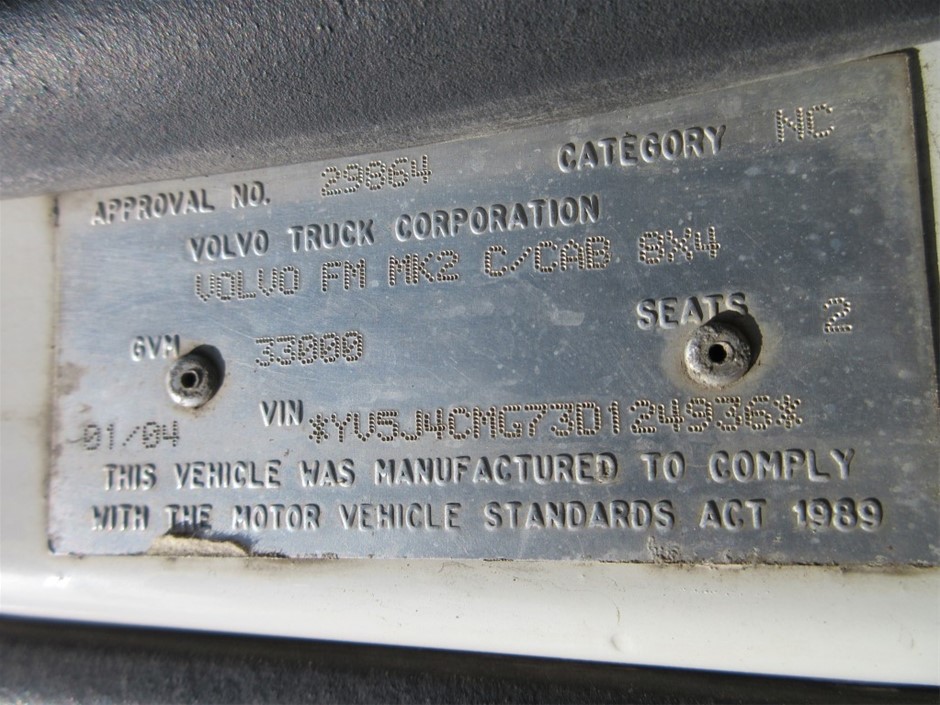 APPROVAL NO. 29864 CATEGORY NC
VOLVO TRUCK CORPORATION
VOLVO FM MK2 C/CAB 8X4
GVM 33000 SEATS 2
VIN *YU5J4CMG73D124936*
01/04
THIS VEHICLE WAS MANUFACTURED TO COMPLY
WITH THE MOTOR VEHICLE STANDARDS ACT 1989